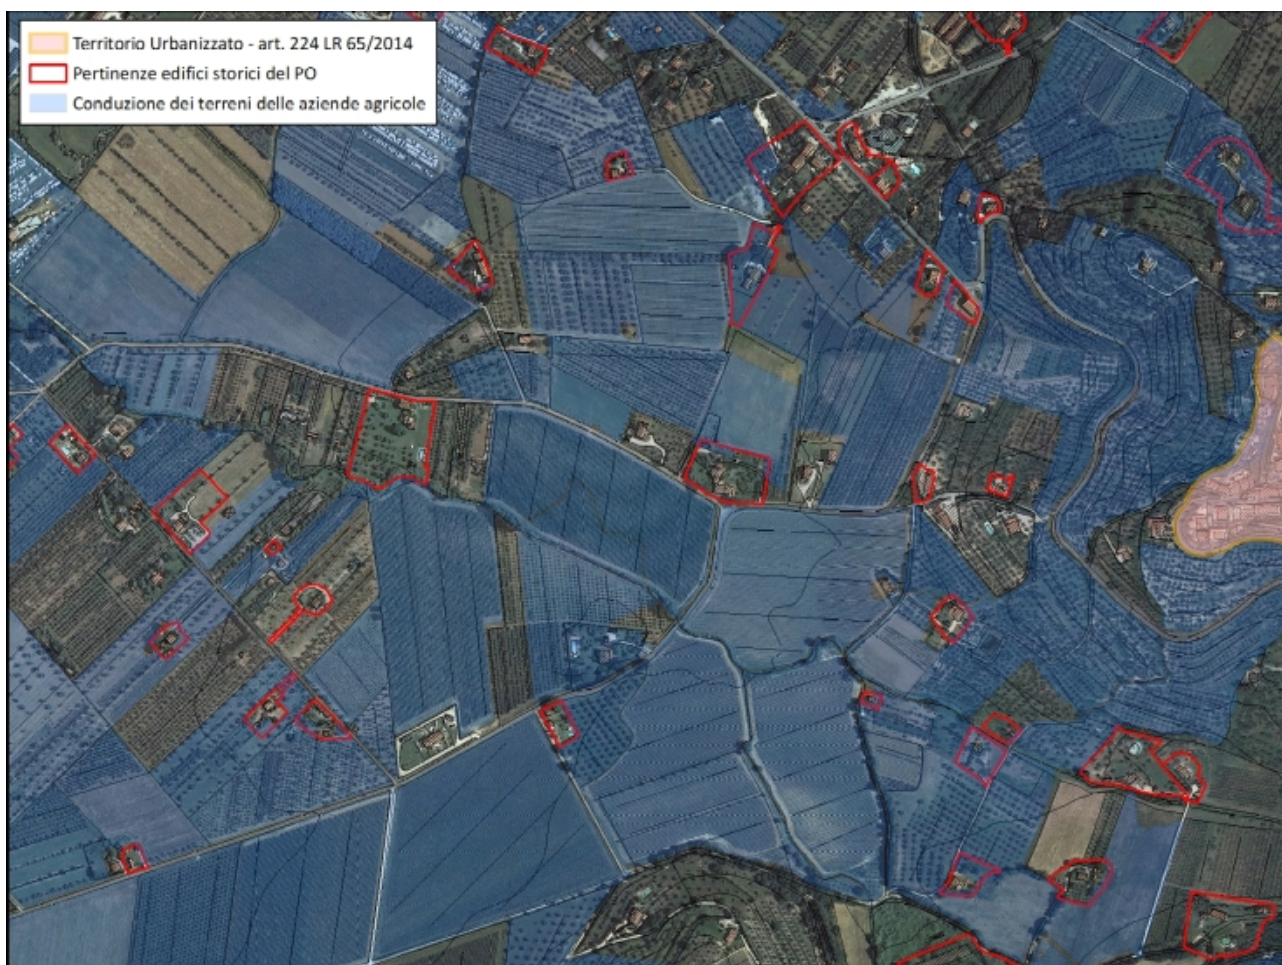 Territorio Urbanizzato - art. 224 LR 65/2014
Pertinenze edifici storici del PO
Conduzione dei terreni delle aziende agricole